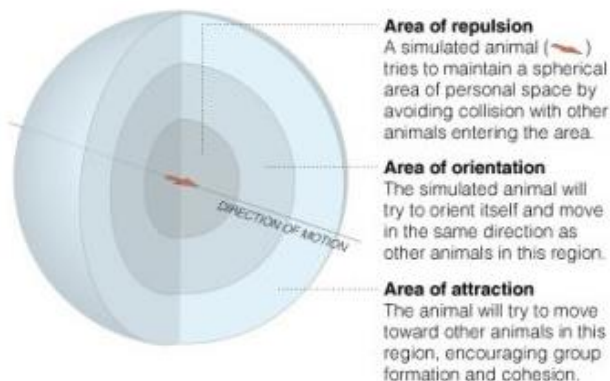 Area of repulsion
A simulated animal ( )
tries to maintain a spherical
area of personal space by
avoiding collision with other
animals entering the area.
Area of orientation
The simulated animal will
try to orient itself and move
in the same direction as
other animals in this region.
DIRECTION OF MOTION
Area of attraction
The animal will try to move
toward other animals in this
region, encouraging group
formation and cohesion.